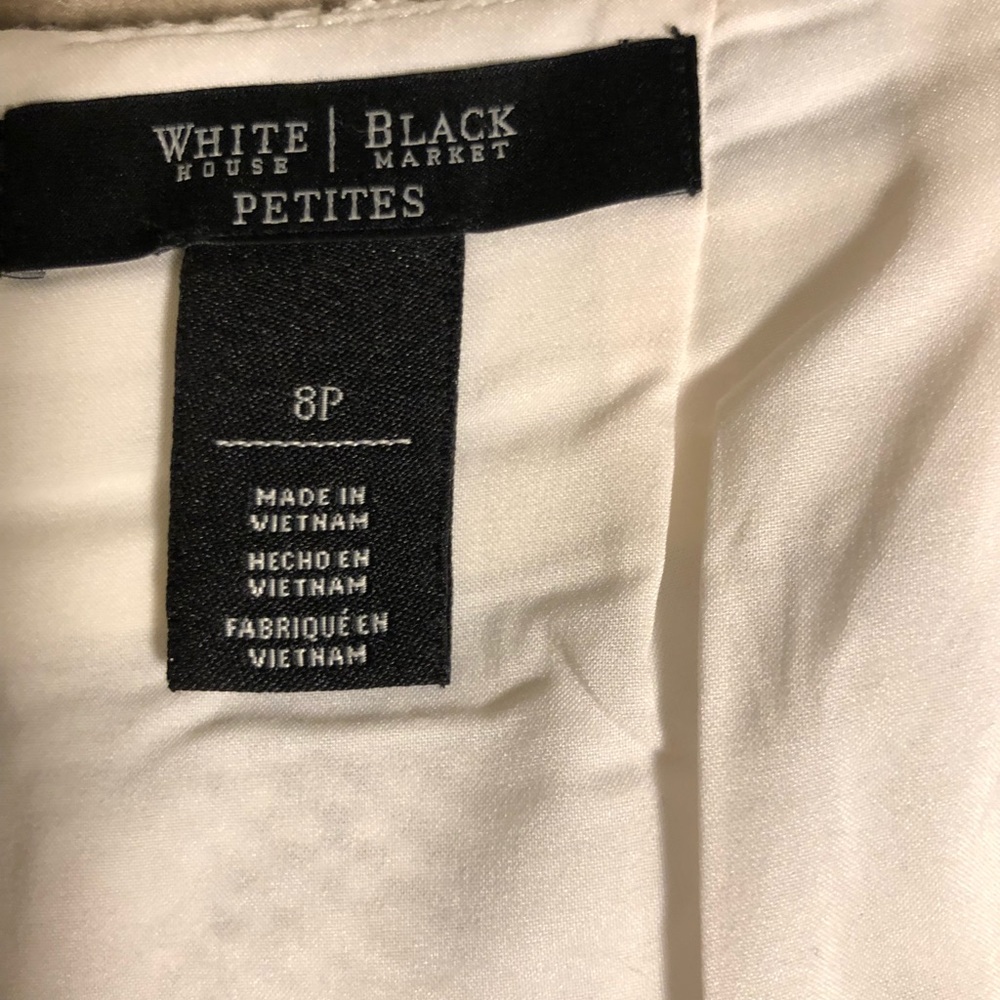 WHITE | BLACK
HOUSE MARKET
PETITES
8P
MADE IN
VIETNAM
HECHO EN
VIETNAM
FABRIQUÉ EN
VIETNAM